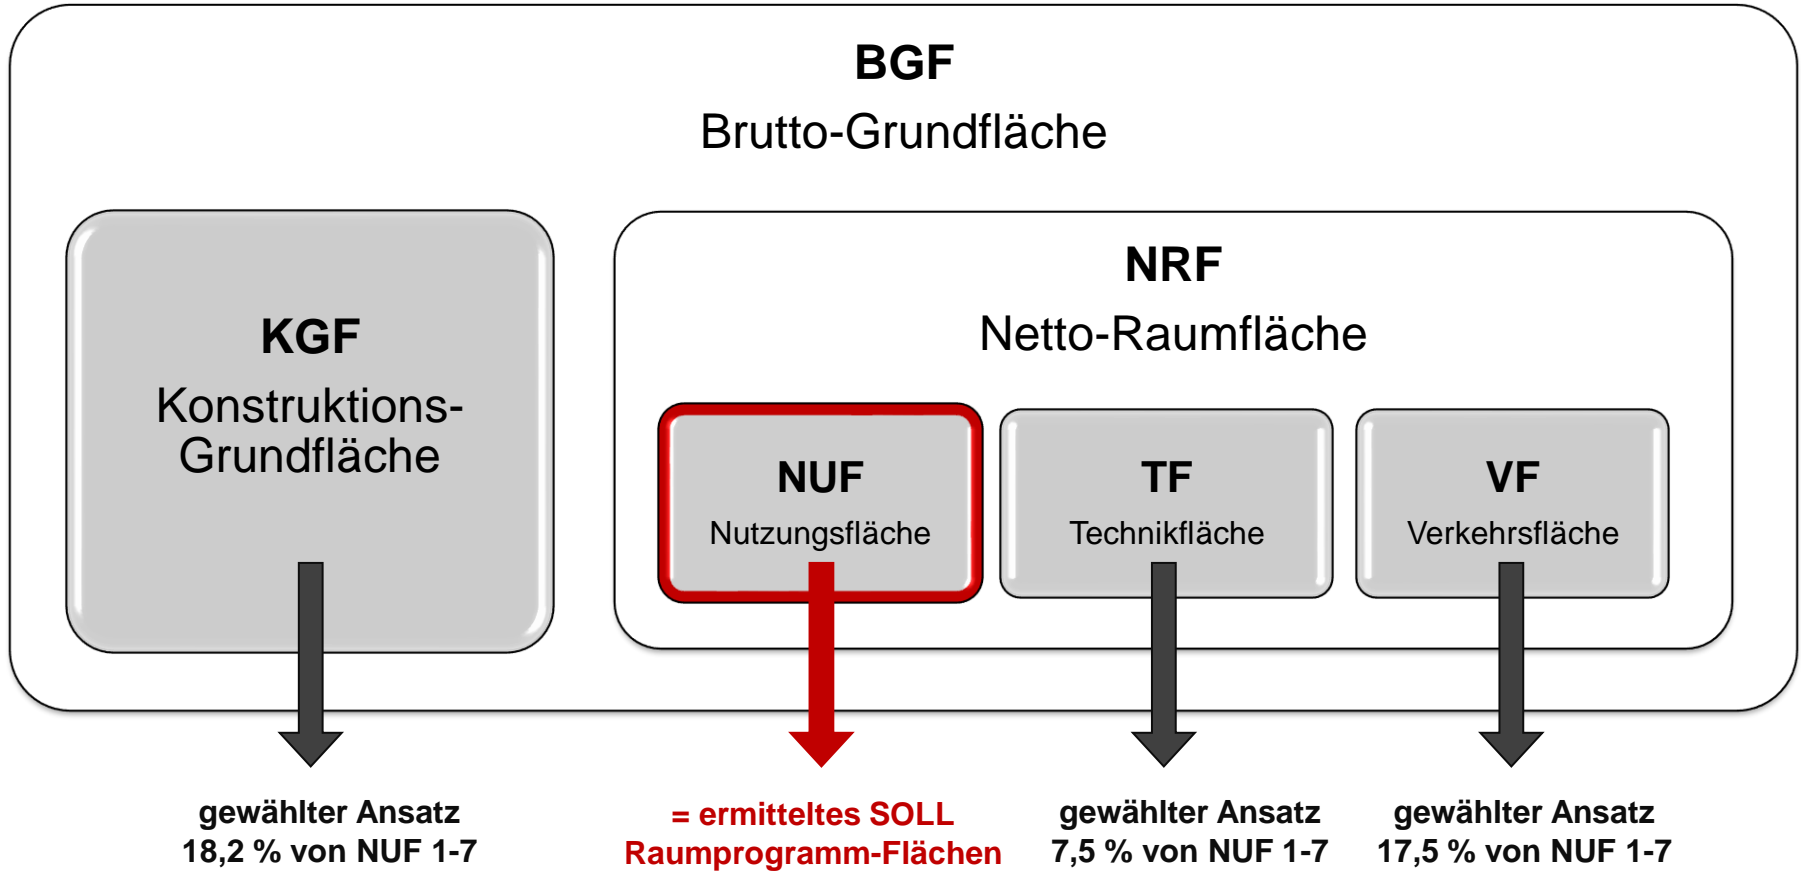 BGF
Brutto-Grundfläche
KGF
Konstruktions-
Grundfläche
NRF
Netto-Raumfläche
NUF
Nutzungsfläche
TF
Technikfläche
VF
Verkehrsfläche
gewählter Ansatz
18,2 % von NUF 1-7
= ermitteltes SOLL
Raumprogramm-Flächen
gewählter Ansatz
7,5 % von NUF 1-7
gewählter Ansatz
17,5 % von NUF 1-7